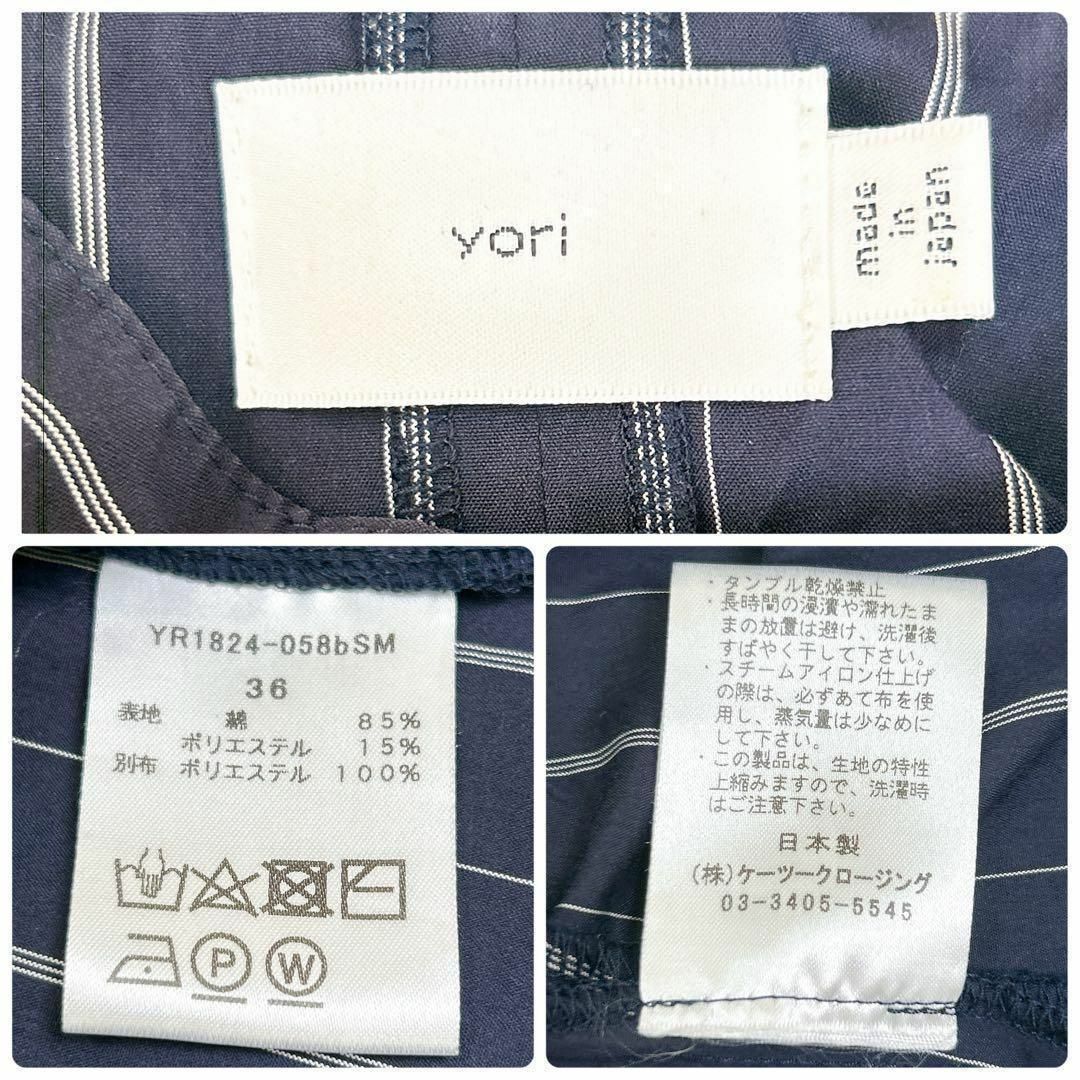 yori
made
in
japan
YR1824-058bSM
36
表地 綿 85%
ポリエステル 15%
別布 ポリエステル 100%
P
W
・タンブル乾燥禁止
・長時間の浸漬や濡れたま
まの放置は避け、洗濯後
すばやく干して下さい。
・スチームアイロン仕上げ
の際は、必ずあて布を使
用し、蒸気量は少なめに
して下さい。
・この製品は、生地の特性
上縮みますので、洗濯時
はご注意下さい。
日本製
(株)ケーツークロージング
03-3405-5545